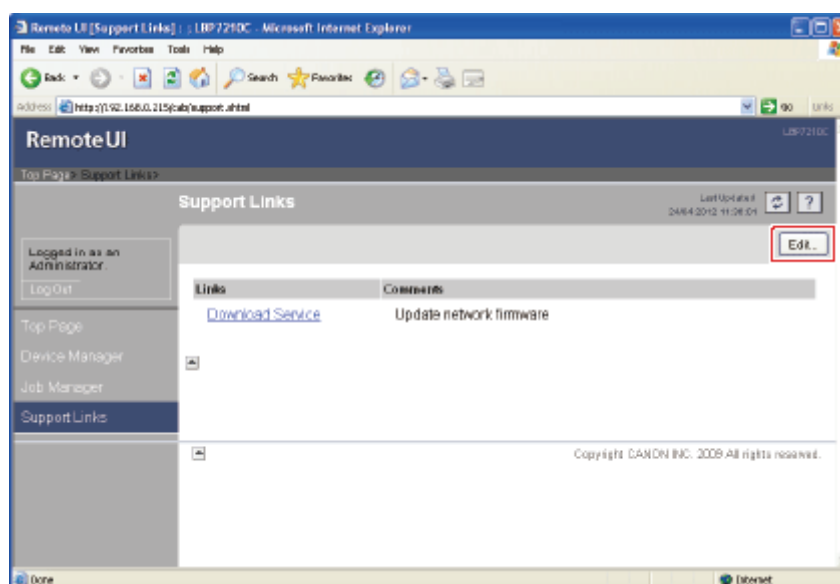 Remote UI [Support Links] : ; LBP7210C - Microsoft Internet Explorer
File Edit View Favorites Tools Help
Back Search Favorites
Address http://192.168.0.215/cab/support.shtml Go Links
Remote UI
LBP7210C
Top Page> Support Links>
Support Links
Last Updated
24/04/2012 11:36:01
?
Edit...
Logged in as an
Administrator.
Log Out
Links Comments
Download Service Update network firmware
Top Page
Device Manager
Job Manager
Support Links
Copyright CANON INC. 2009 All rights reserved.
Done Internet